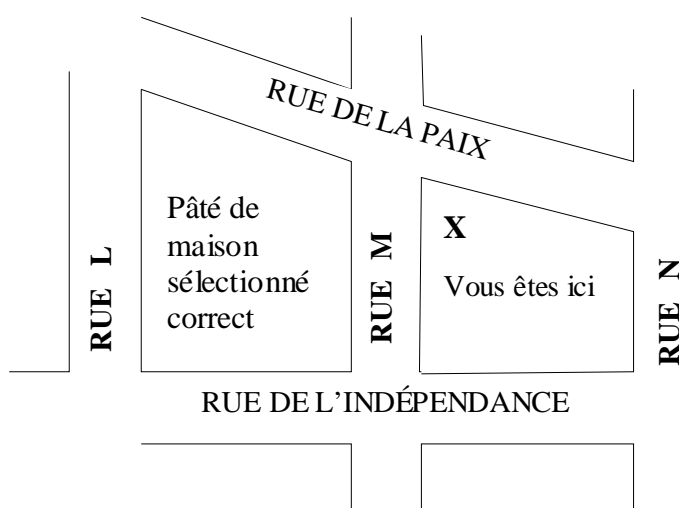 RUE DE LA PAIX
Pâté de
maison
sélectionné
correct
X
Vous êtes ici
RUE L
RUE M
RUE N
RUE DE L'INDÉPENDANCE